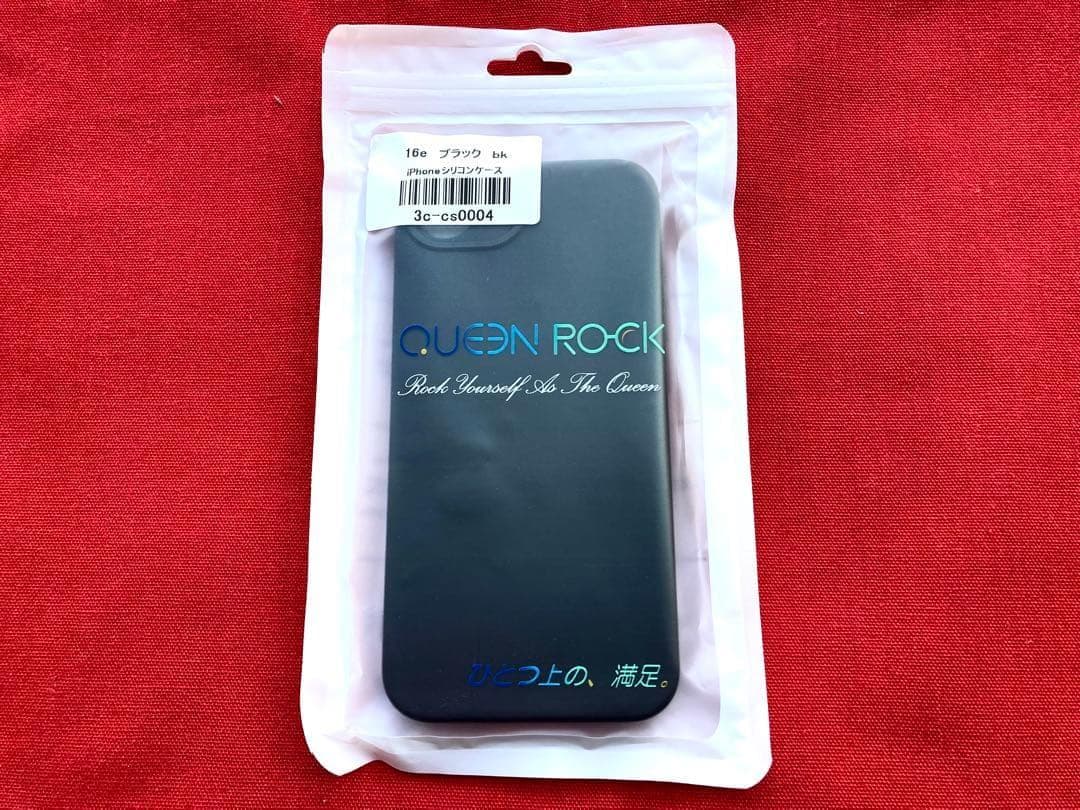 16e ブラック bk
iPhoneシリコンケース
3c-cs0004
QUEEN ROCK
Rock Yourself As The Queen
ひとつ上の、満足。